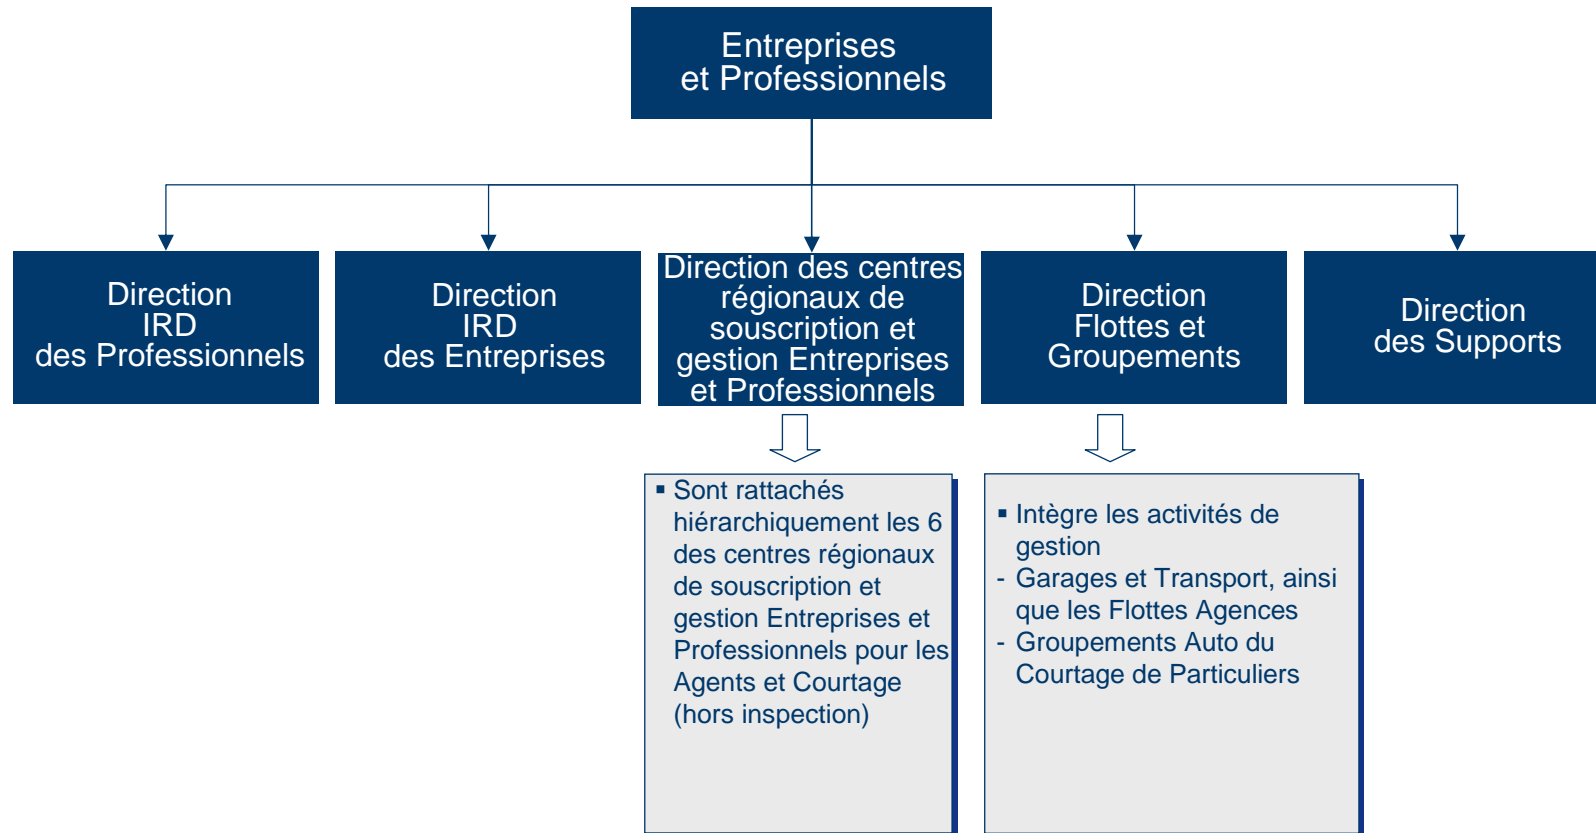 Entreprises
et Professionnels
Direction
IRD
des Professionnels
Direction
IRD
des Entreprises
Direction des centres
régionaux de
souscription et
gestion Entreprises
et Professionnels
Direction
Flottes et
Groupements
Direction
des Supports
▪ Sont rattachés
hiérarchiquement les 6
des centres régionaux
de souscription et
gestion Entreprises et
Professionnels pour les
Agents et Courtage
(hors inspection)
▪ Intègre les activités de
gestion
- Garages et Transport, ainsi
que les Flottes Agences
- Groupements Auto du
Courtage de Particuliers